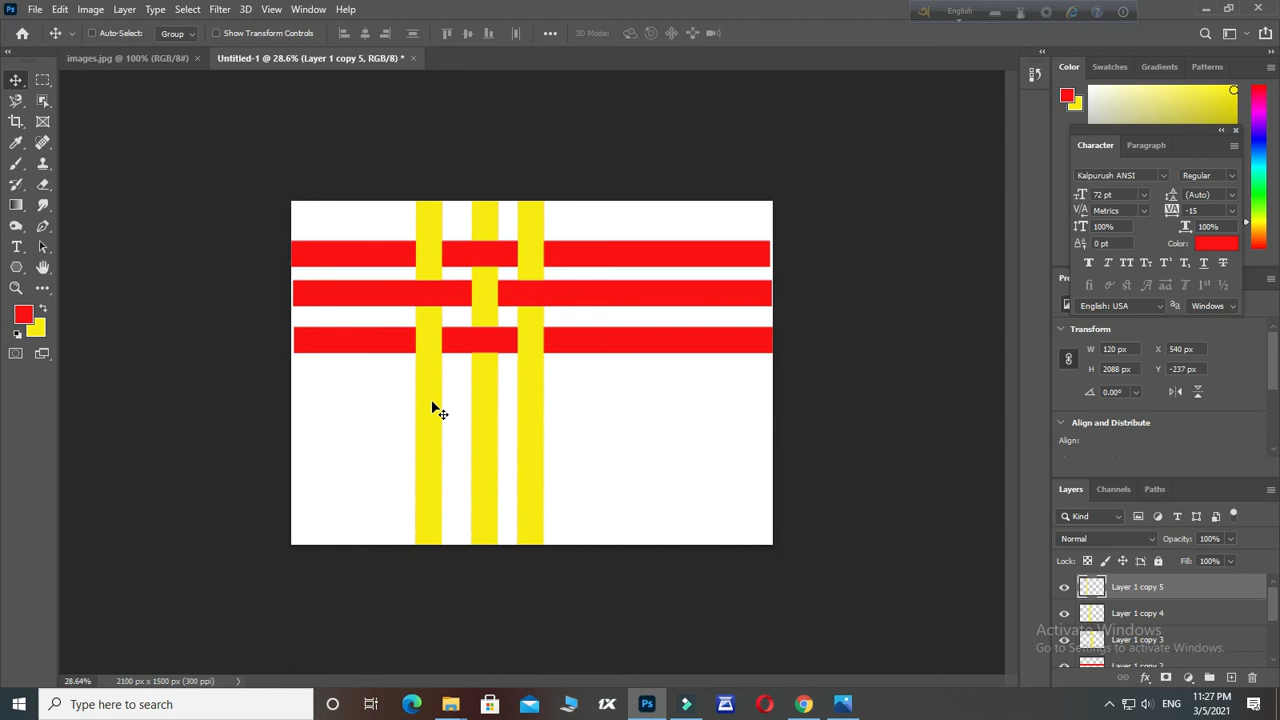 Ps File Edit Image Layer Type Select Filter 3D View Window Help
English
Auto-Select: Group Show Transform Controls 3D Mode:
images.jpg @ 100% (RGB/8#) × Untitled-1 @ 28.6% (Layer 1 copy 5, RGB/8) * ×
Color Swatches Gradients Patterns
Character Paragraph
Kalpurush ANSI Regular
72 pt (Auto)
Metrics -15
100% 100%
0 pt Color:
English: USA Windows
Transform
W 120 px X 540 px
H 2088 px Y -237 px
0.00°
Align and Distribute
Align:
Layers Channels Paths
Kind
Normal Opacity: 100%
Lock: Fill: 100%
Layer 1 copy 5
Layer 1 copy 4
Activate Windows
Layer 1 copy 3
Go to Settings to activate Windows.
Layer 1 copy 2
28.64% 2100 px x 1500 px (300 ppi)
Type here to search
ENG
11:27 PM
3/5/2021